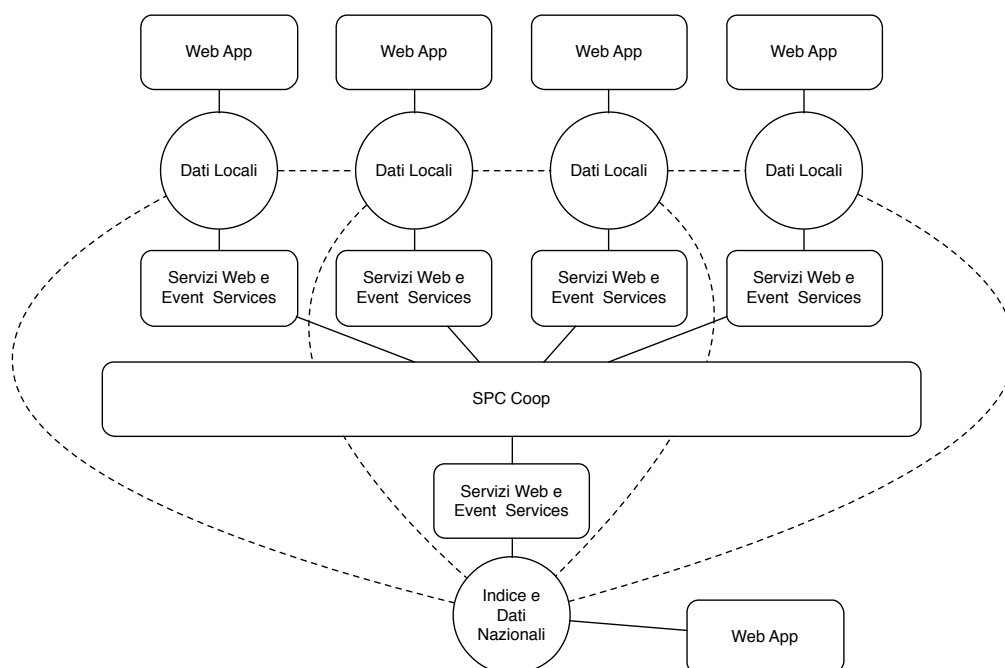 Web App
Web App
Web App
Web App
Dati Locali
Dati Locali
Dati Locali
Dati Locali
Servizi Web e
Event Services
Servizi Web e
Event Services
Servizi Web e
Event Services
Servizi Web e
Event Services
SPC Coop
Servizi Web e
Event Services
Indice e
Dati
Nazionali
Web App